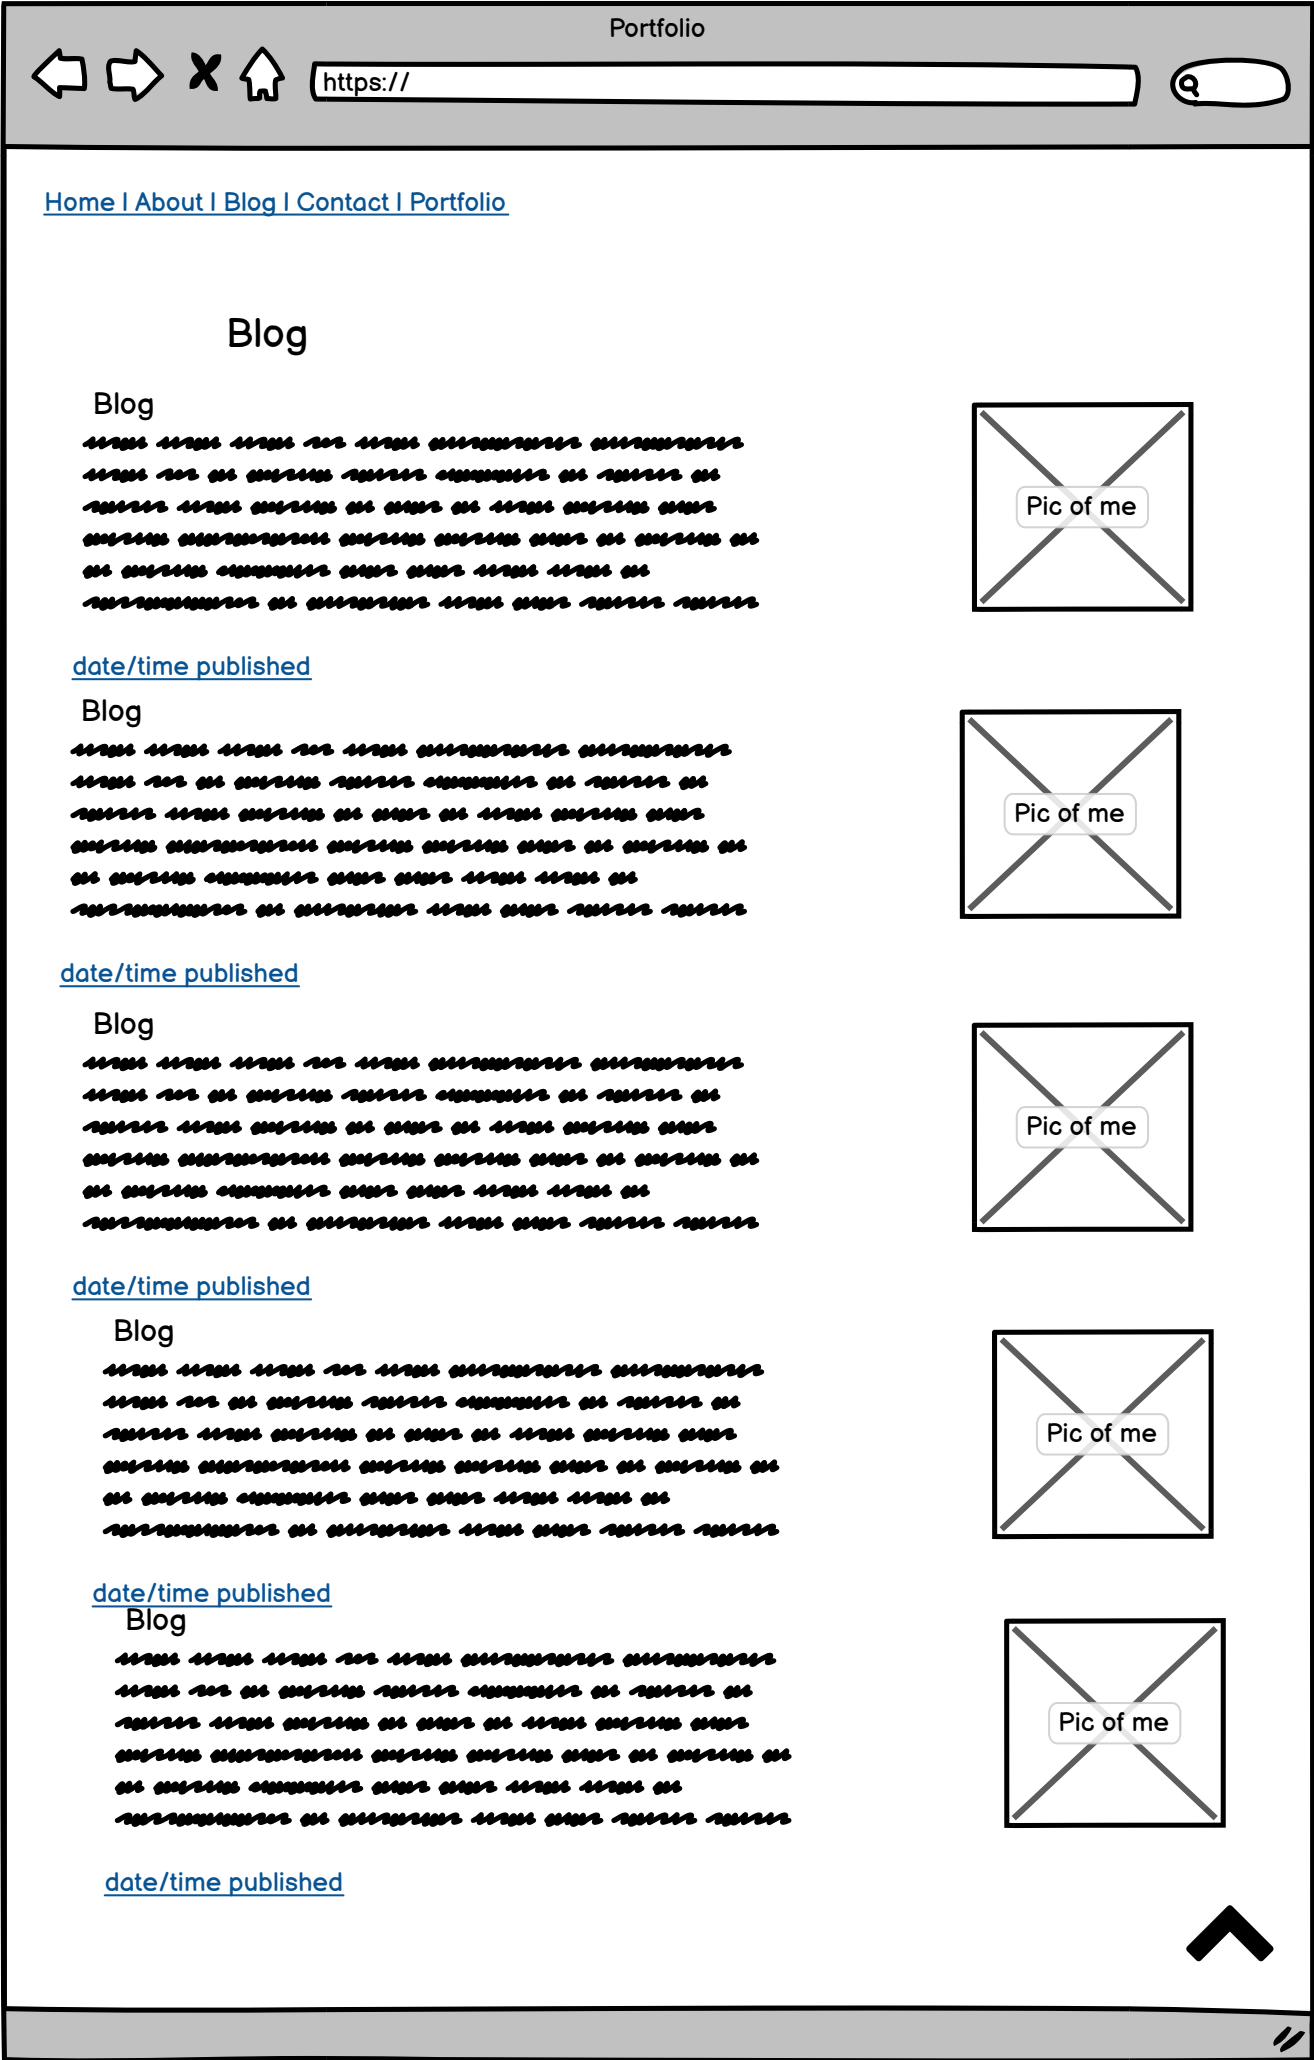 Portfolio
https://
Home | About | Blog | Contact | Portfolio
Blog
Blog
Pic of me
date/time published
Blog
Pic of me
date/time published
Blog
Pic of me
date/time published
Blog
Pic of me
date/time published
Blog
Pic of me
date/time published